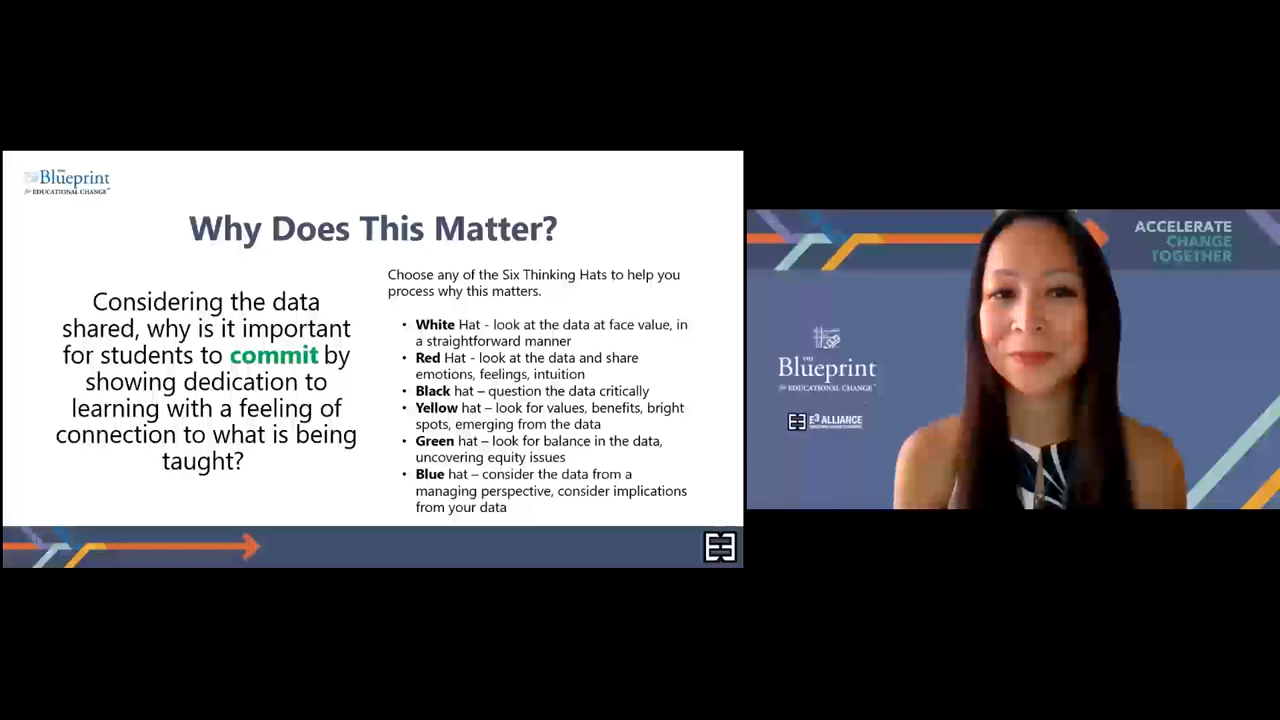 THE
Blueprint
for EDUCATIONAL CHANGE™
Why Does This Matter?
Considering the data
shared, why is it important
for students to commit by
showing dedication to
learning with a feeling of
connection to what is being
taught?
Choose any of the Six Thinking Hats to help you
process why this matters.
• White Hat - look at the data at face value, in
a straightforward manner
• Red Hat - look at the data and share
emotions, feelings, intuition
• Black hat – question the data critically
• Yellow hat – look for values, benefits, bright
spots, emerging from the data
• Green hat – look for balance in the data,
uncovering equity issues
• Blue hat – consider the data from a
managing perspective, consider implications
from your data
ACCELERATE
CHANGE
TOGETHER
THE
Blueprint
for EDUCATIONAL CHANGE™
E³ ALLIANCE